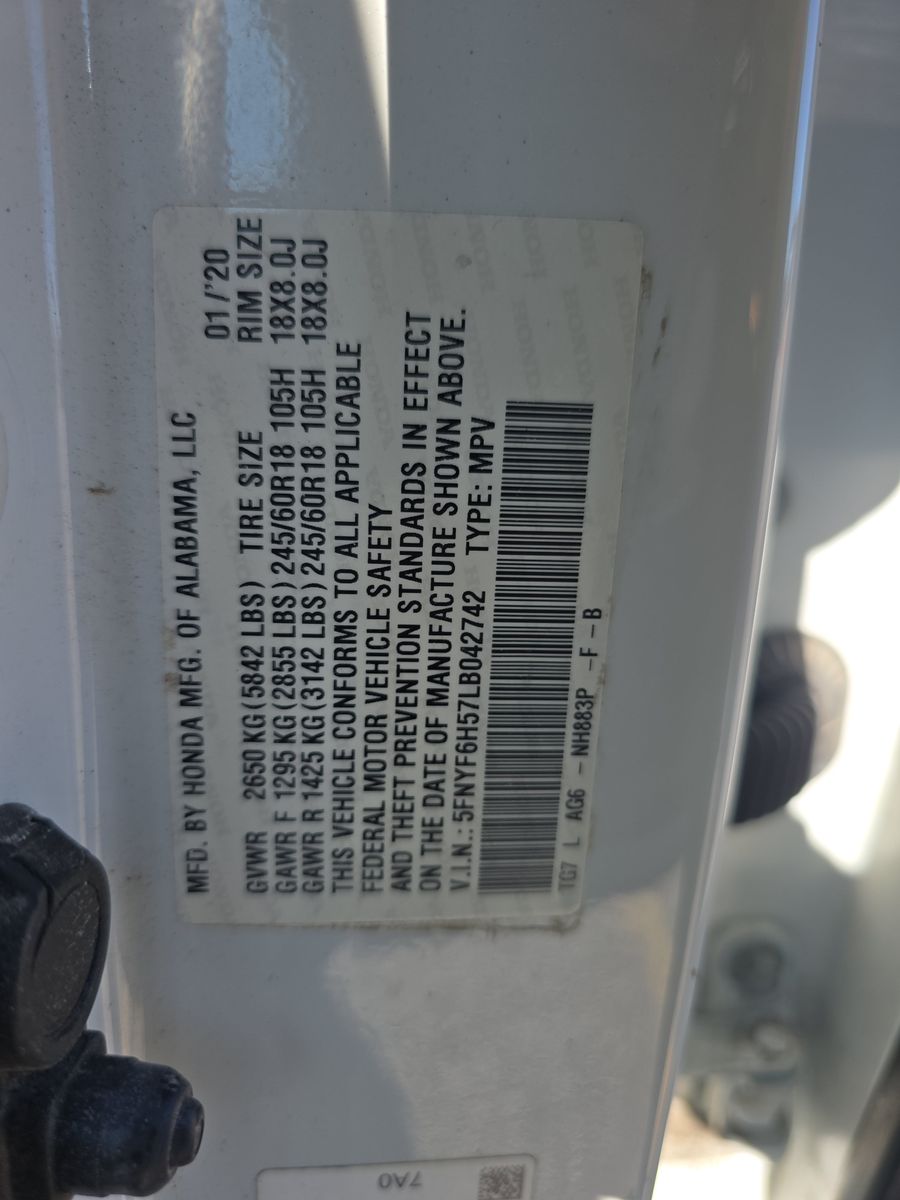 MFD. BY HONDA MFG. OF ALABAMA, LLC
01/'20
GVWR 2650 KG(5842 LBS) TIRE SIZE RIM SIZE
GAWR F 1295 KG(2855 LBS)245/60R18 105H 18X8.0J
GAWR R 1425 KG(3142 LBS)245/60R18 105H 18X8.0J
THIS VEHICLE CONFORMS TO ALL APPLICABLE
FEDERAL MOTOR VEHICLE SAFETY
AND THEFT PREVENTION STANDARDS IN EFFECT
ON THE DATE OF MANUFACTURE SHOWN ABOVE.
V.I.N.: 5FNYF6H57LB042742 TYPE: MPV
TG7 L AG6 - NH883P - F - B
7A0